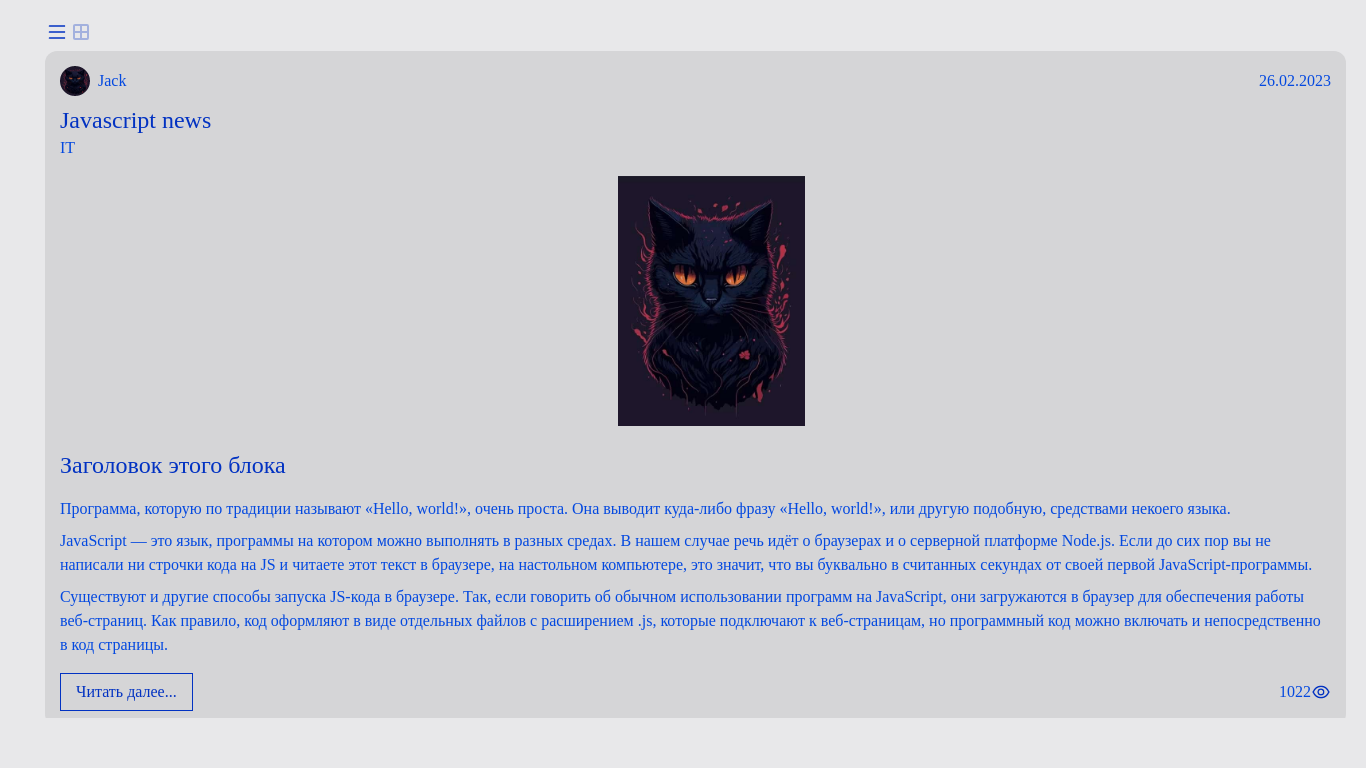 Jack
26.02.2023
Javascript news
IT
Заголовок этого блока
Программа, которую по традиции называют «Hello, world!», очень проста. Она выводит куда-либо фразу «Hello, world!», или другую подобную, средствами некоего языка.
JavaScript — это язык, программы на котором можно выполнять в разных средах. В нашем случае речь идёт о браузерах и о серверной платформе Node.js. Если до сих пор вы не
написали ни строчки кода на JS и читаете этот текст в браузере, на настольном компьютере, это значит, что вы буквально в считанных секундах от своей первой JavaScript-программы.
Существуют и другие способы запуска JS-кода в браузере. Так, если говорить об обычном использовании программ на JavaScript, они загружаются в браузер для обеспечения работы
веб-страниц. Как правило, код оформляют в виде отдельных файлов с расширением .js, которые подключают к веб-страницам, но программный код можно включать и непосредственно
в код страницы.
Читать далее...
1022